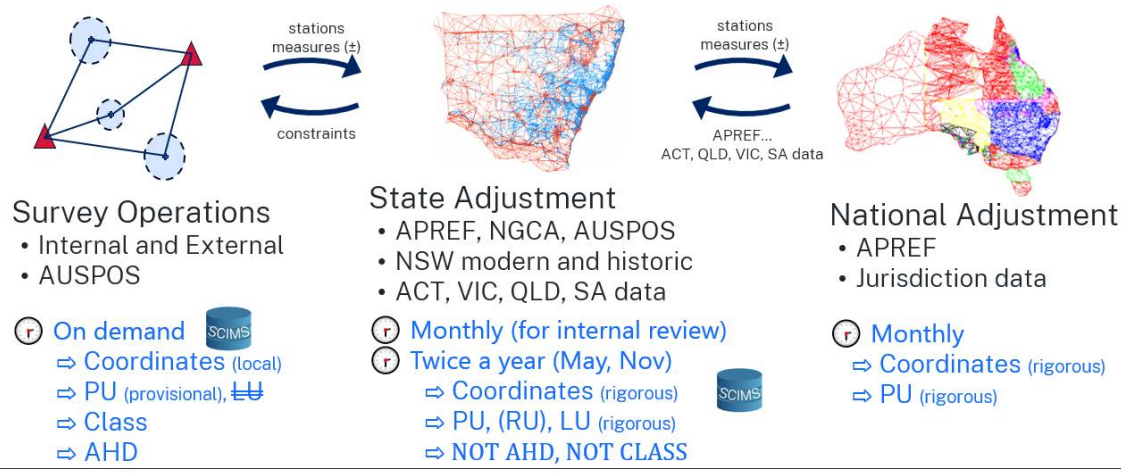 stations
measures (±)
constraints
stations
measures (±)
APREF...
ACT, QLD, VIC, SA data
Survey Operations
• Internal and External
• AUSPOS
On demand SCIMS
⇨ Coordinates (local)
⇨ PU (provisional), LU
⇨ Class
⇨ AHD
State Adjustment
• APREF, NGCA, AUSPOS
• NSW modern and historic
• ACT, VIC, QLD, SA data
Monthly (for internal review)
Twice a year (May, Nov)
⇨ Coordinates (rigorous)
SCIMS
⇨ PU, (RU), LU (rigorous)
⇨ NOT AHD, NOT CLASS
National Adjustment
• APREF
• Jurisdiction data
Monthly
⇨ Coordinates (rigorous)
⇨ PU (rigorous)